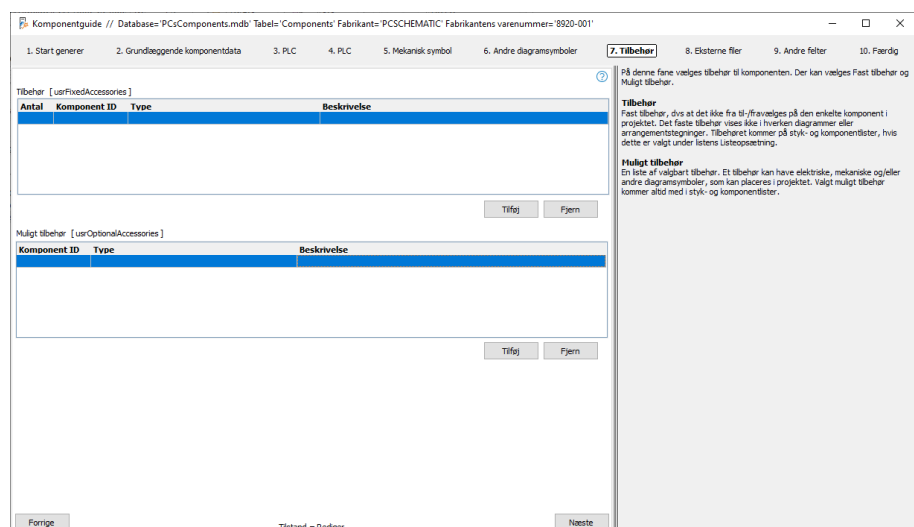 Komponentguide // Database='PCsComponents.mdb' Tabel='Components' Fabrikant='PCSCHEMATIC' Fabrikantens varenummer='8920-001'
1. Start generer 2. Grundlæggende komponentdata 3. PLC 4. PLC 5. Mekanisk symbol 6. Andre diagramsymboler 7. Tilbehør 8. Eksterne filer 9. Andre felter 10. Færdig
Tilbehør [ usrFixedAccessories ]
Antal Komponent ID Type Beskrivelse
Tilføj Fjern
Muligt tilbehør [ usrOptionalAccessories ]
Komponent ID Type Beskrivelse
Tilføj Fjern
Forrige Tilstand = Rediger Næste
På denne fane vælges tilbehør til komponenten. Der kan vælges Fast tilbehør og
Muligt tilbehør.
Tilbehør
Fast tilbehør, dvs at det ikke fra til-/fravælges på den enkelte komponent i
projektet. Det faste tilbehør vises ikke i hverken diagrammer eller
arrangementstegninger. Tilbehøret kommer på styk- og komponentlister, hvis
dette er valgt under listens Listeopsætning.
Muligt tilbehør
En liste af valgbart tilbehør. Et tilbehør kan have elektriske, mekaniske og/eller
andre diagramsymboler, som kan placeres i projektet. Valgt muligt tilbehør
kommer altid med i styk- og komponentlister.